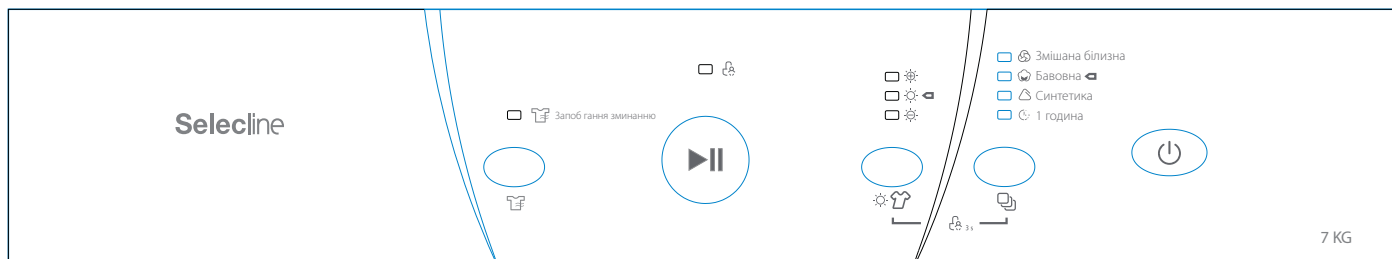 Selecline
Запоб гання зминанню
3 s
Змішана білизна
Бавовна
Синтетика
1 година
7 KG